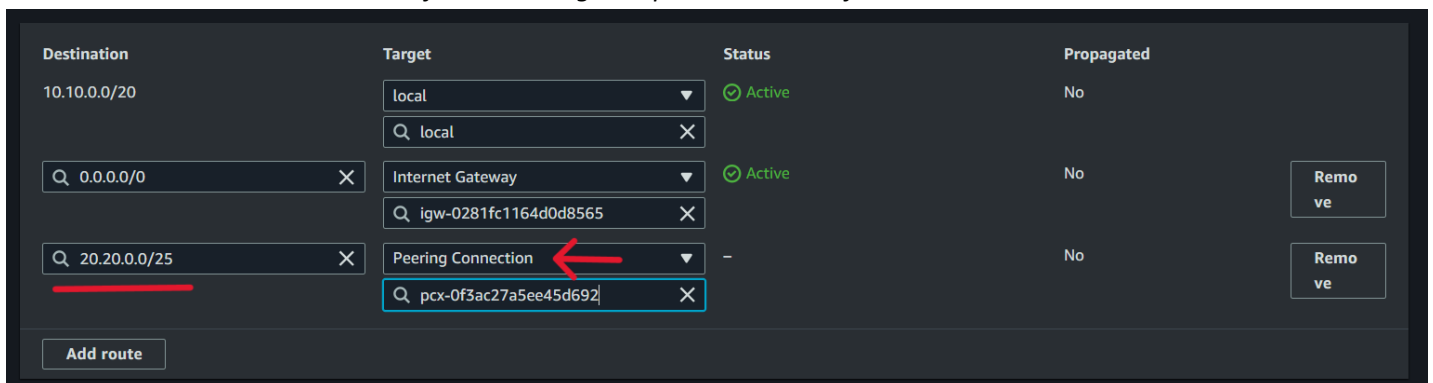 Destination Target Status Propagated
10.10.0.0/20 local Active No
local
0.0.0.0/0 Internet Gateway Active No Remo
ve
igw-0281fc1164d0d8565
20.20.0.0/25 Peering Connection – No Remo
ve
pcx-0f3ac27a5ee45d692
Add route